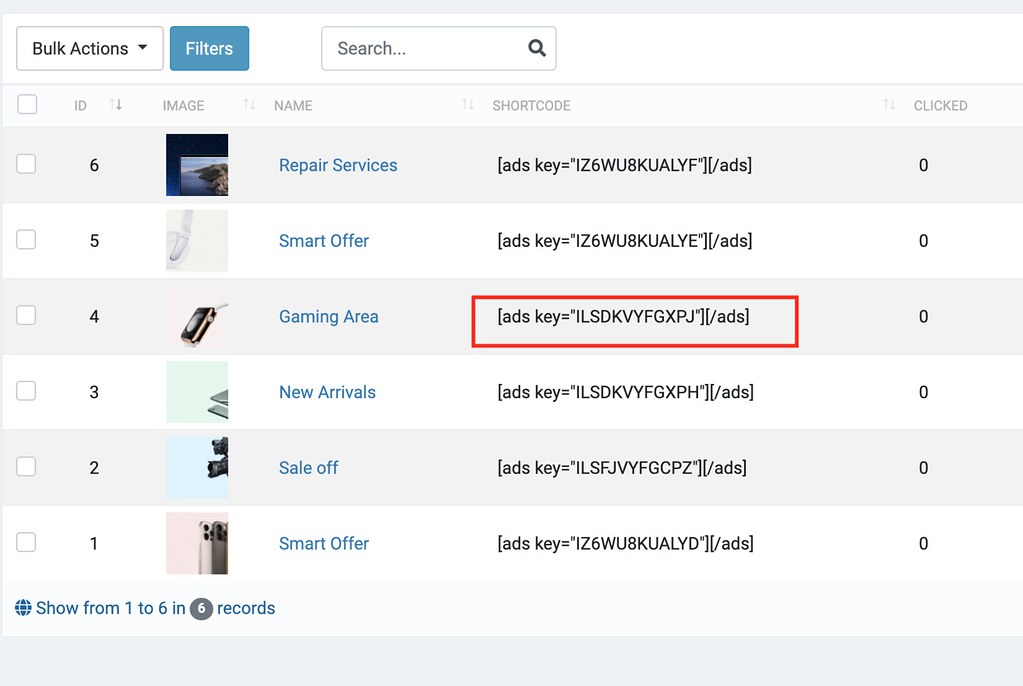 Bulk Actions Filters Search...
ID IMAGE NAME SHORTCODE CLICKED
6 Repair Services [ads key="IZ6WU8KUALYF"][/ads] 0
5 Smart Offer [ads key="IZ6WU8KUALYE"][/ads] 0
4 Gaming Area [ads key="ILSDKVYFGXPJ"][/ads] 0
3 New Arrivals [ads key="ILSDKVYFGXPH"][/ads] 0
2 Sale off [ads key="ILSFJVYFGCPZ"][/ads] 0
1 Smart Offer [ads key="IZ6WU8KUALYD"][/ads] 0
Show from 1 to 6 in 6 records